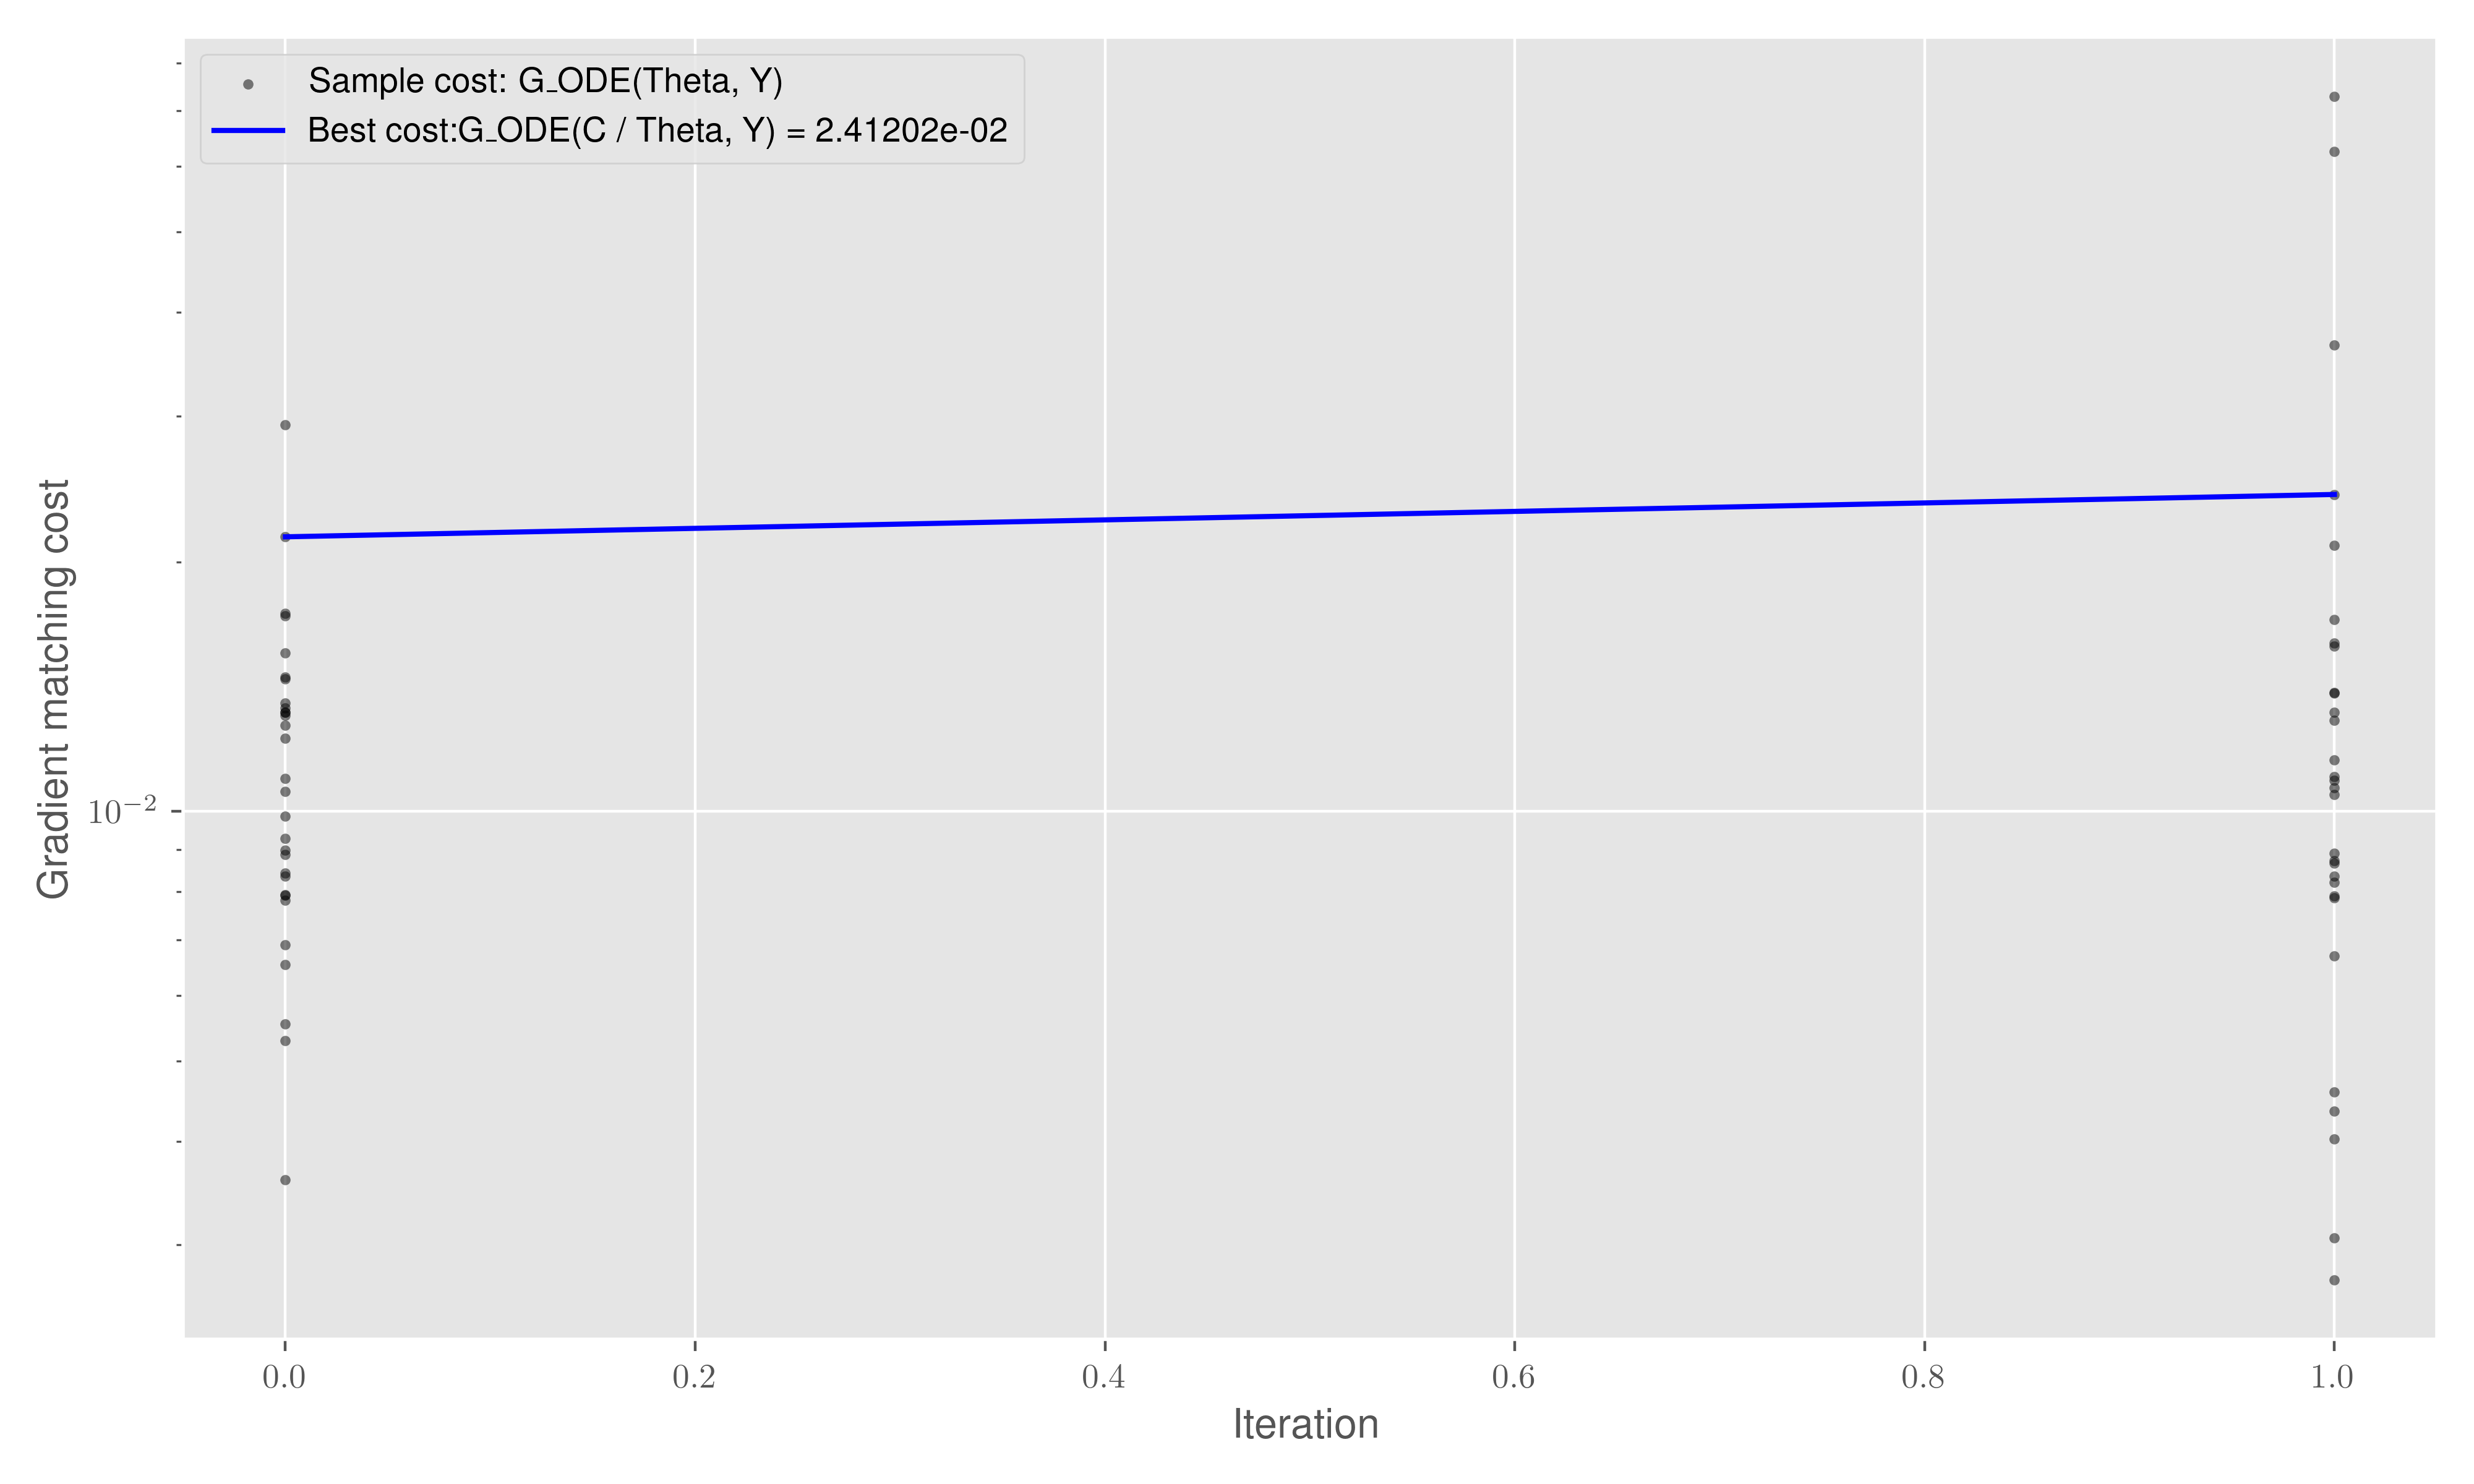 Sample cost: G_ODE(Theta, Y)
Best cost:G_ODE(C / Theta, Y) = 2.41202e-02
Gradient matching cost
10⁻²
0.0 0.2 0.4 0.6 0.8 1.0
Iteration